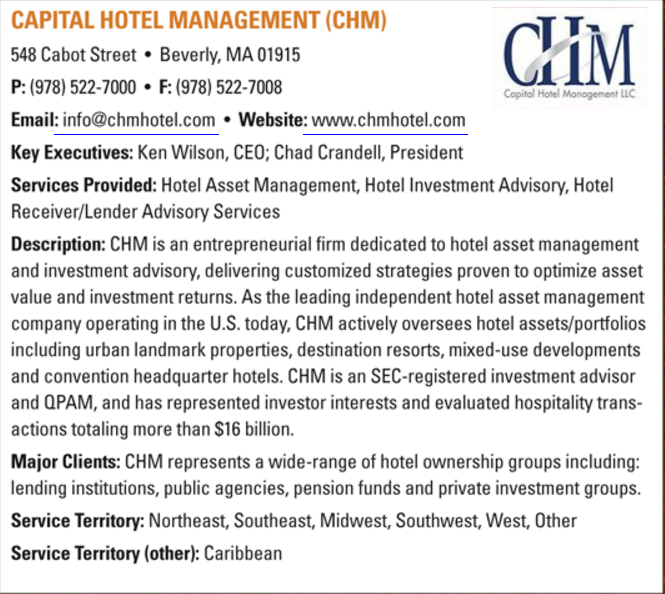 CAPITAL HOTEL MANAGEMENT (CHM)
548 Cabot Street • Beverly, MA 01915
P: (978) 522-7000 • F: (978) 522-7008
Email: info@chmhotel.com • Website: www.chmhotel.com
CHM
Capital Hotel Management LLC
Key Executives: Ken Wilson, CEO; Chad Crandell, President
Services Provided: Hotel Asset Management, Hotel Investment Advisory, Hotel
Receiver/Lender Advisory Services
Description: CHM is an entrepreneurial firm dedicated to hotel asset management
and investment advisory, delivering customized strategies proven to optimize asset
value and investment returns. As the leading independent hotel asset management
company operating in the U.S. today, CHM actively oversees hotel assets/portfolios
including urban landmark properties, destination resorts, mixed-use developments
and convention headquarter hotels. CHM is an SEC-registered investment advisor
and QPAM, and has represented investor interests and evaluated hospitality trans-
actions totaling more than $16 billion.
Major Clients: CHM represents a wide-range of hotel ownership groups including:
lending institutions, public agencies, pension funds and private investment groups.
Service Territory: Northeast, Southeast, Midwest, Southwest, West, Other
Service Territory (other): Caribbean